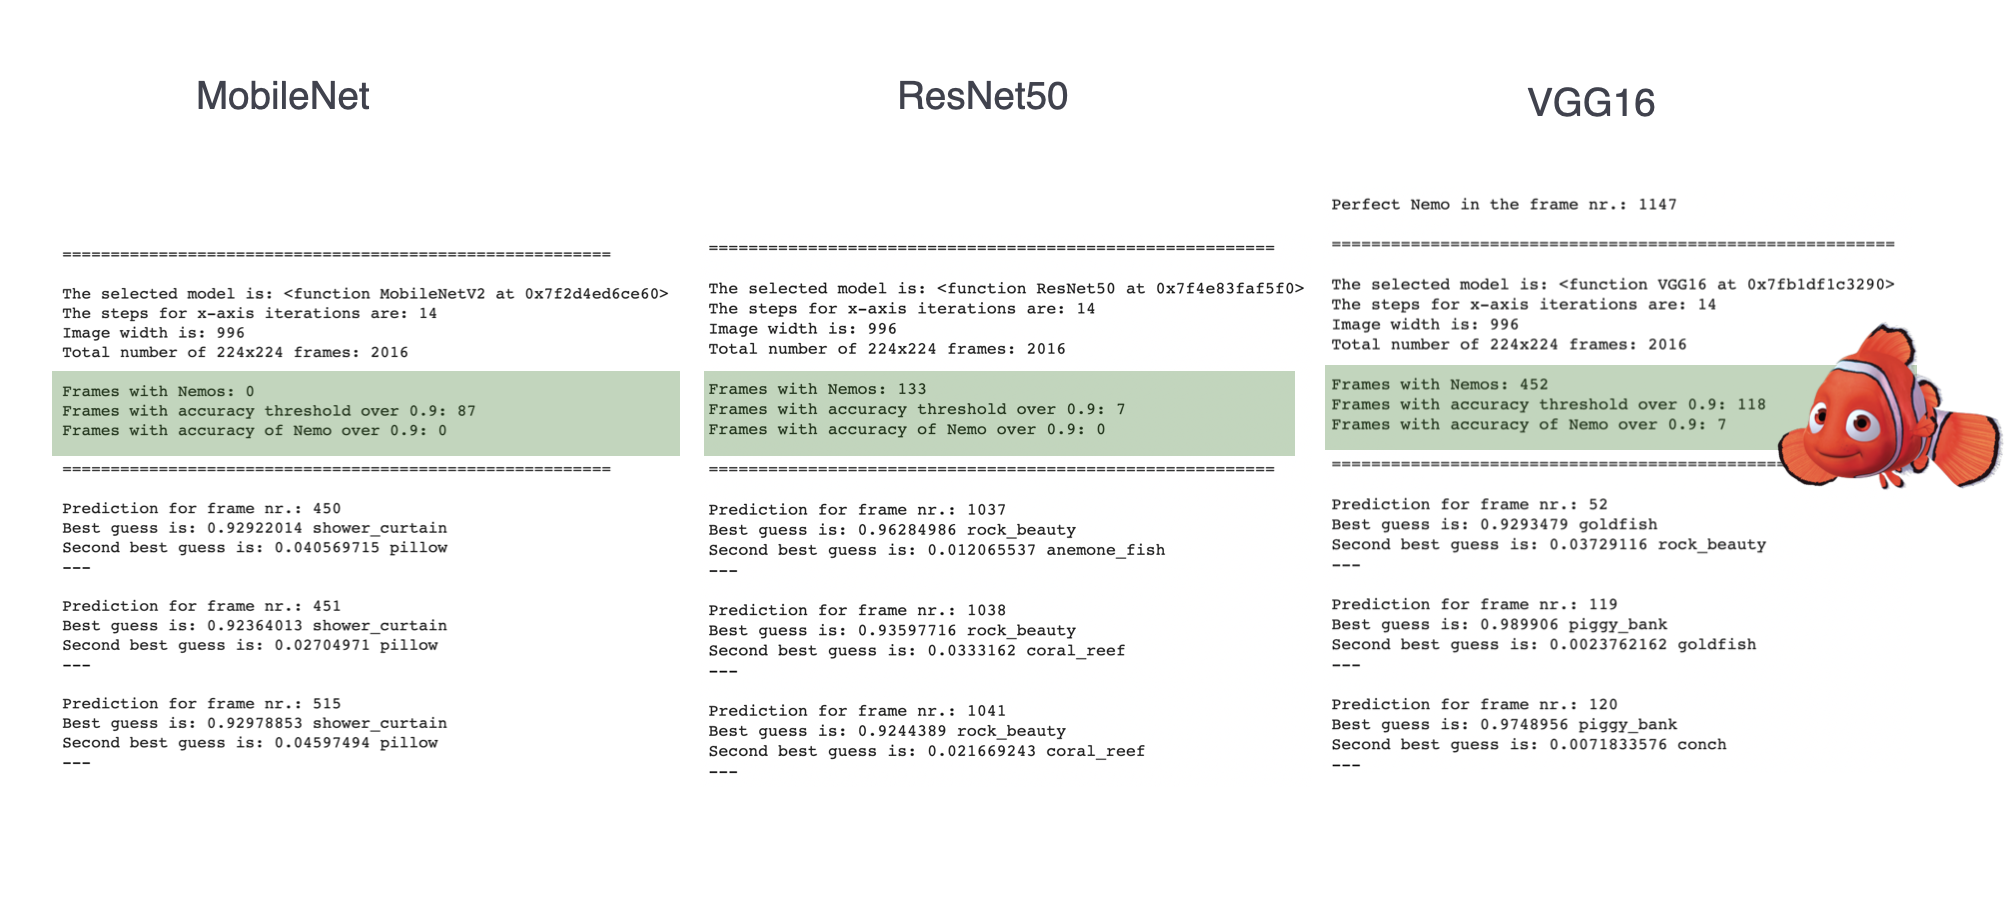 MobileNet
=========================================================
The selected model is: <function MobileNetV2 at 0x7f2d4ed6ce60>
The steps for x-axis iterations are: 14
Image width is: 996
Total number of 224x224 frames: 2016
Frames with Nemos: 0
Frames with accuracy threshold over 0.9: 87
Frames with accuracy of Nemo over 0.9: 0
=========================================================
Prediction for frame nr.: 450
Best guess is: 0.92922014 shower_curtain
Second best guess is: 0.040569715 pillow
---
Prediction for frame nr.: 451
Best guess is: 0.92364013 shower_curtain
Second best guess is: 0.02704971 pillow
---
Prediction for frame nr.: 515
Best guess is: 0.92978853 shower_curtain
Second best guess is: 0.04597494 pillow
---
ResNet50
=========================================================
The selected model is: <function ResNet50 at 0x7f4e83faf5f0>
The steps for x-axis iterations are: 14
Image width is: 996
Total number of 224x224 frames: 2016
Frames with Nemos: 133
Frames with accuracy threshold over 0.9: 7
Frames with accuracy of Nemo over 0.9: 0
=========================================================
Prediction for frame nr.: 1037
Best guess is: 0.96284986 rock_beauty
Second best guess is: 0.012065537 anemone_fish
---
Prediction for frame nr.: 1038
Best guess is: 0.93597716 rock_beauty
Second best guess is: 0.0333162 coral_reef
---
Prediction for frame nr.: 1041
Best guess is: 0.9244389 rock_beauty
Second best guess is: 0.021669243 coral_reef
---
VGG16
Perfect Nemo in the frame nr.: 1147
=========================================================
The selected model is: <function VGG16 at 0x7fb1df1c3290>
The steps for x-axis iterations are: 14
Image width is: 996
Total number of 224x224 frames: 2016
Frames with Nemos: 452
Frames with accuracy threshold over 0.9: 118
Frames with accuracy of Nemo over 0.9: 7
==============================================
Prediction for frame nr.: 52
Best guess is: 0.9293479 goldfish
Second best guess is: 0.03729116 rock_beauty
---
Prediction for frame nr.: 119
Best guess is: 0.989906 piggy_bank
Second best guess is: 0.0023762162 goldfish
---
Prediction for frame nr.: 120
Best guess is: 0.9748956 piggy_bank
Second best guess is: 0.0071833576 conch
---